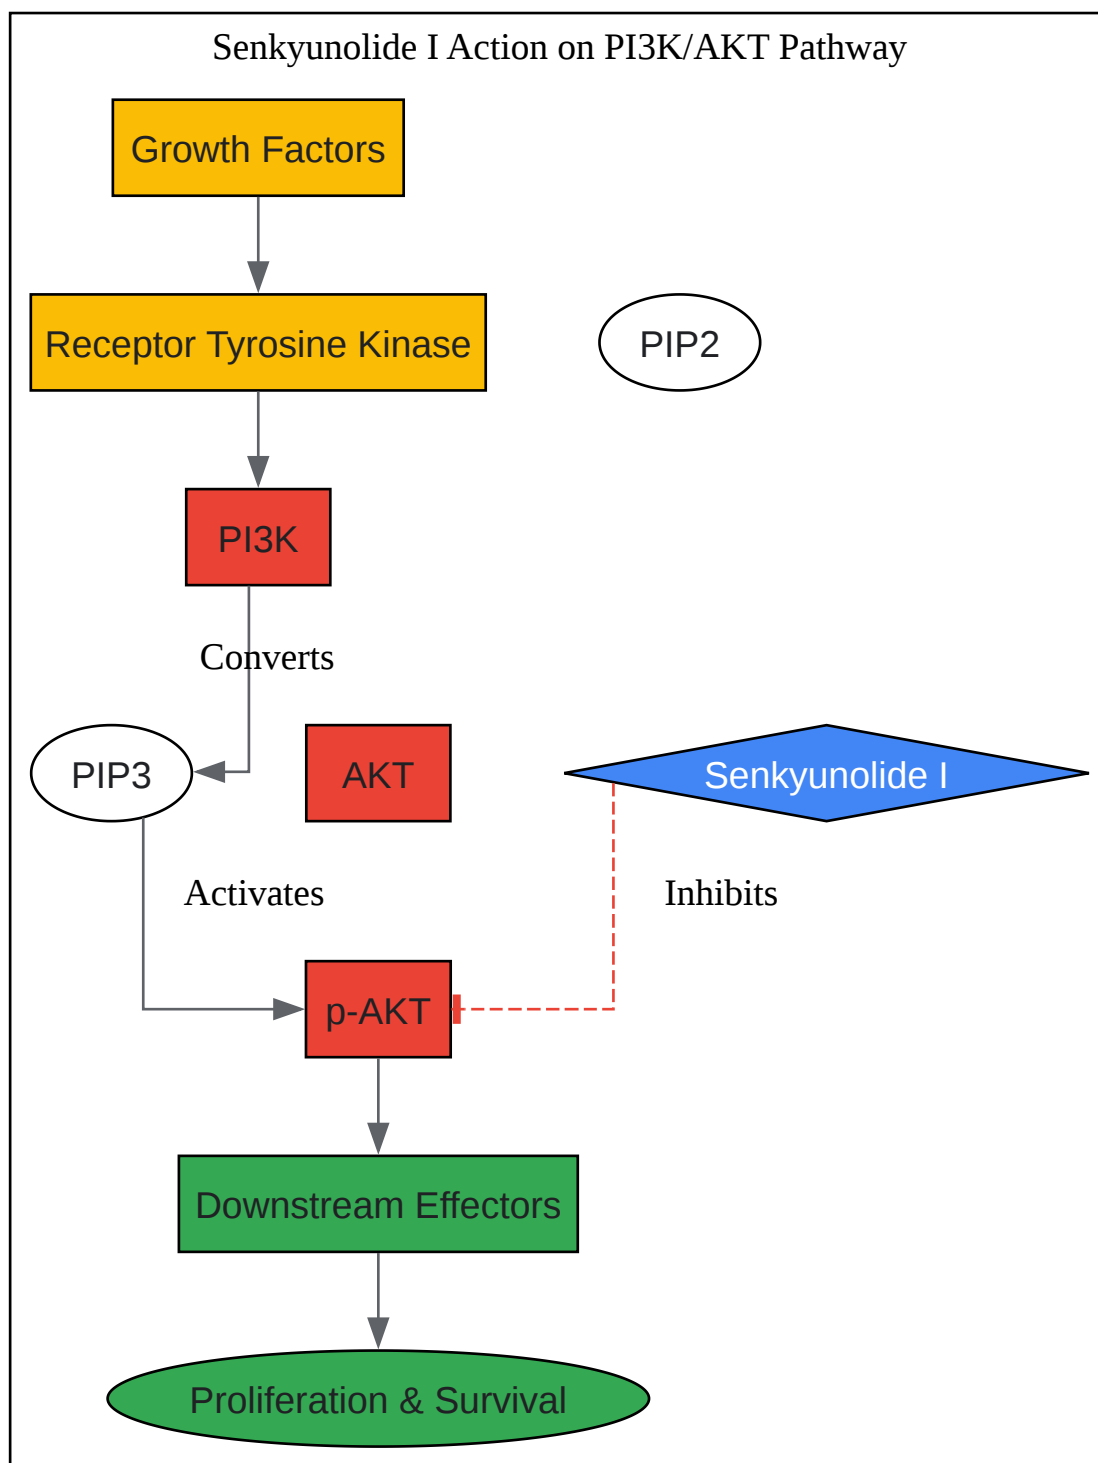 Senkyunolide I Action on PI3K/AKT Pathway
Growth Factors
Receptor Tyrosine Kinase
PIP2
PI3K
Converts
PIP3
AKT
Senkyunolide I
Activates
Inhibits
p-AKT
Downstream Effectors
Proliferation & Survival